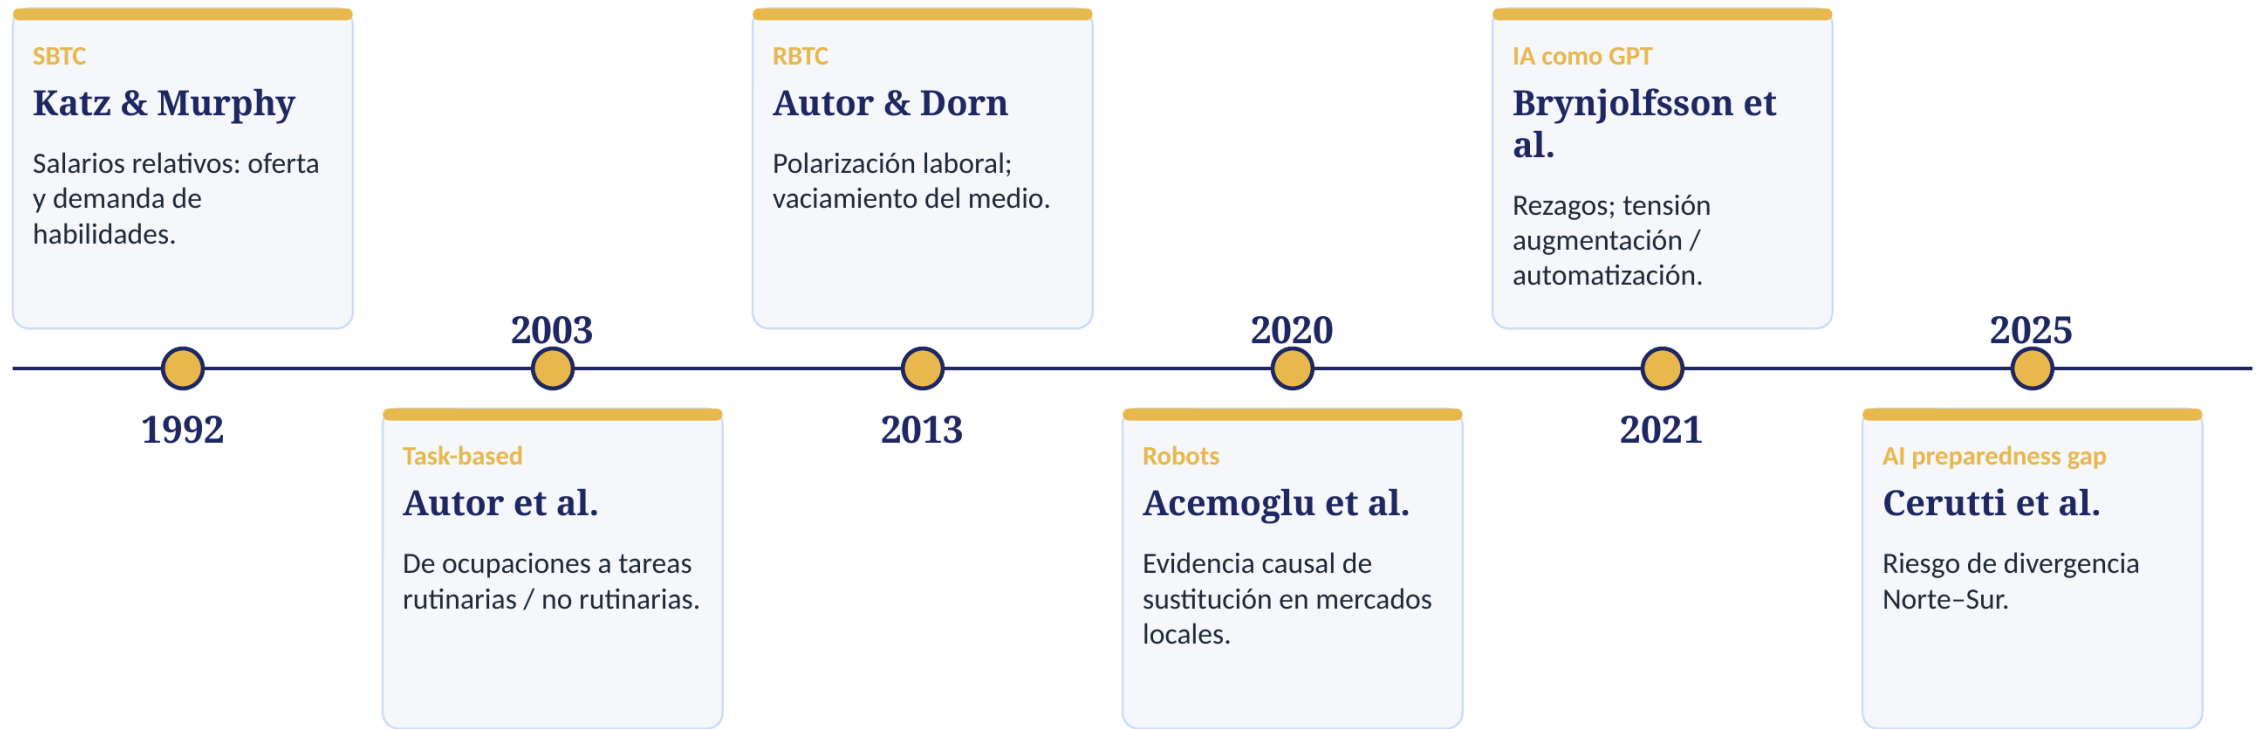 SBTC
Katz & Murphy
Salarios relativos: oferta
y demanda de
habilidades.
1992
2003
Task-based
Autor et al.
De ocupaciones a tareas
rutinarias / no rutinarias.
RBTC
Autor & Dorn
Polarización laboral;
vaciamiento del medio.
2013
2020
Robots
Acemoglu et al.
Evidencia causal de
sustitución en mercados
locales.
IA como GPT
Brynjolfsson et
al.
Rezagos; tensión
augmentación /
automatización.
2021
2025
AI preparedness gap
Cerutti et al.
Riesgo de divergencia
Norte–Sur.